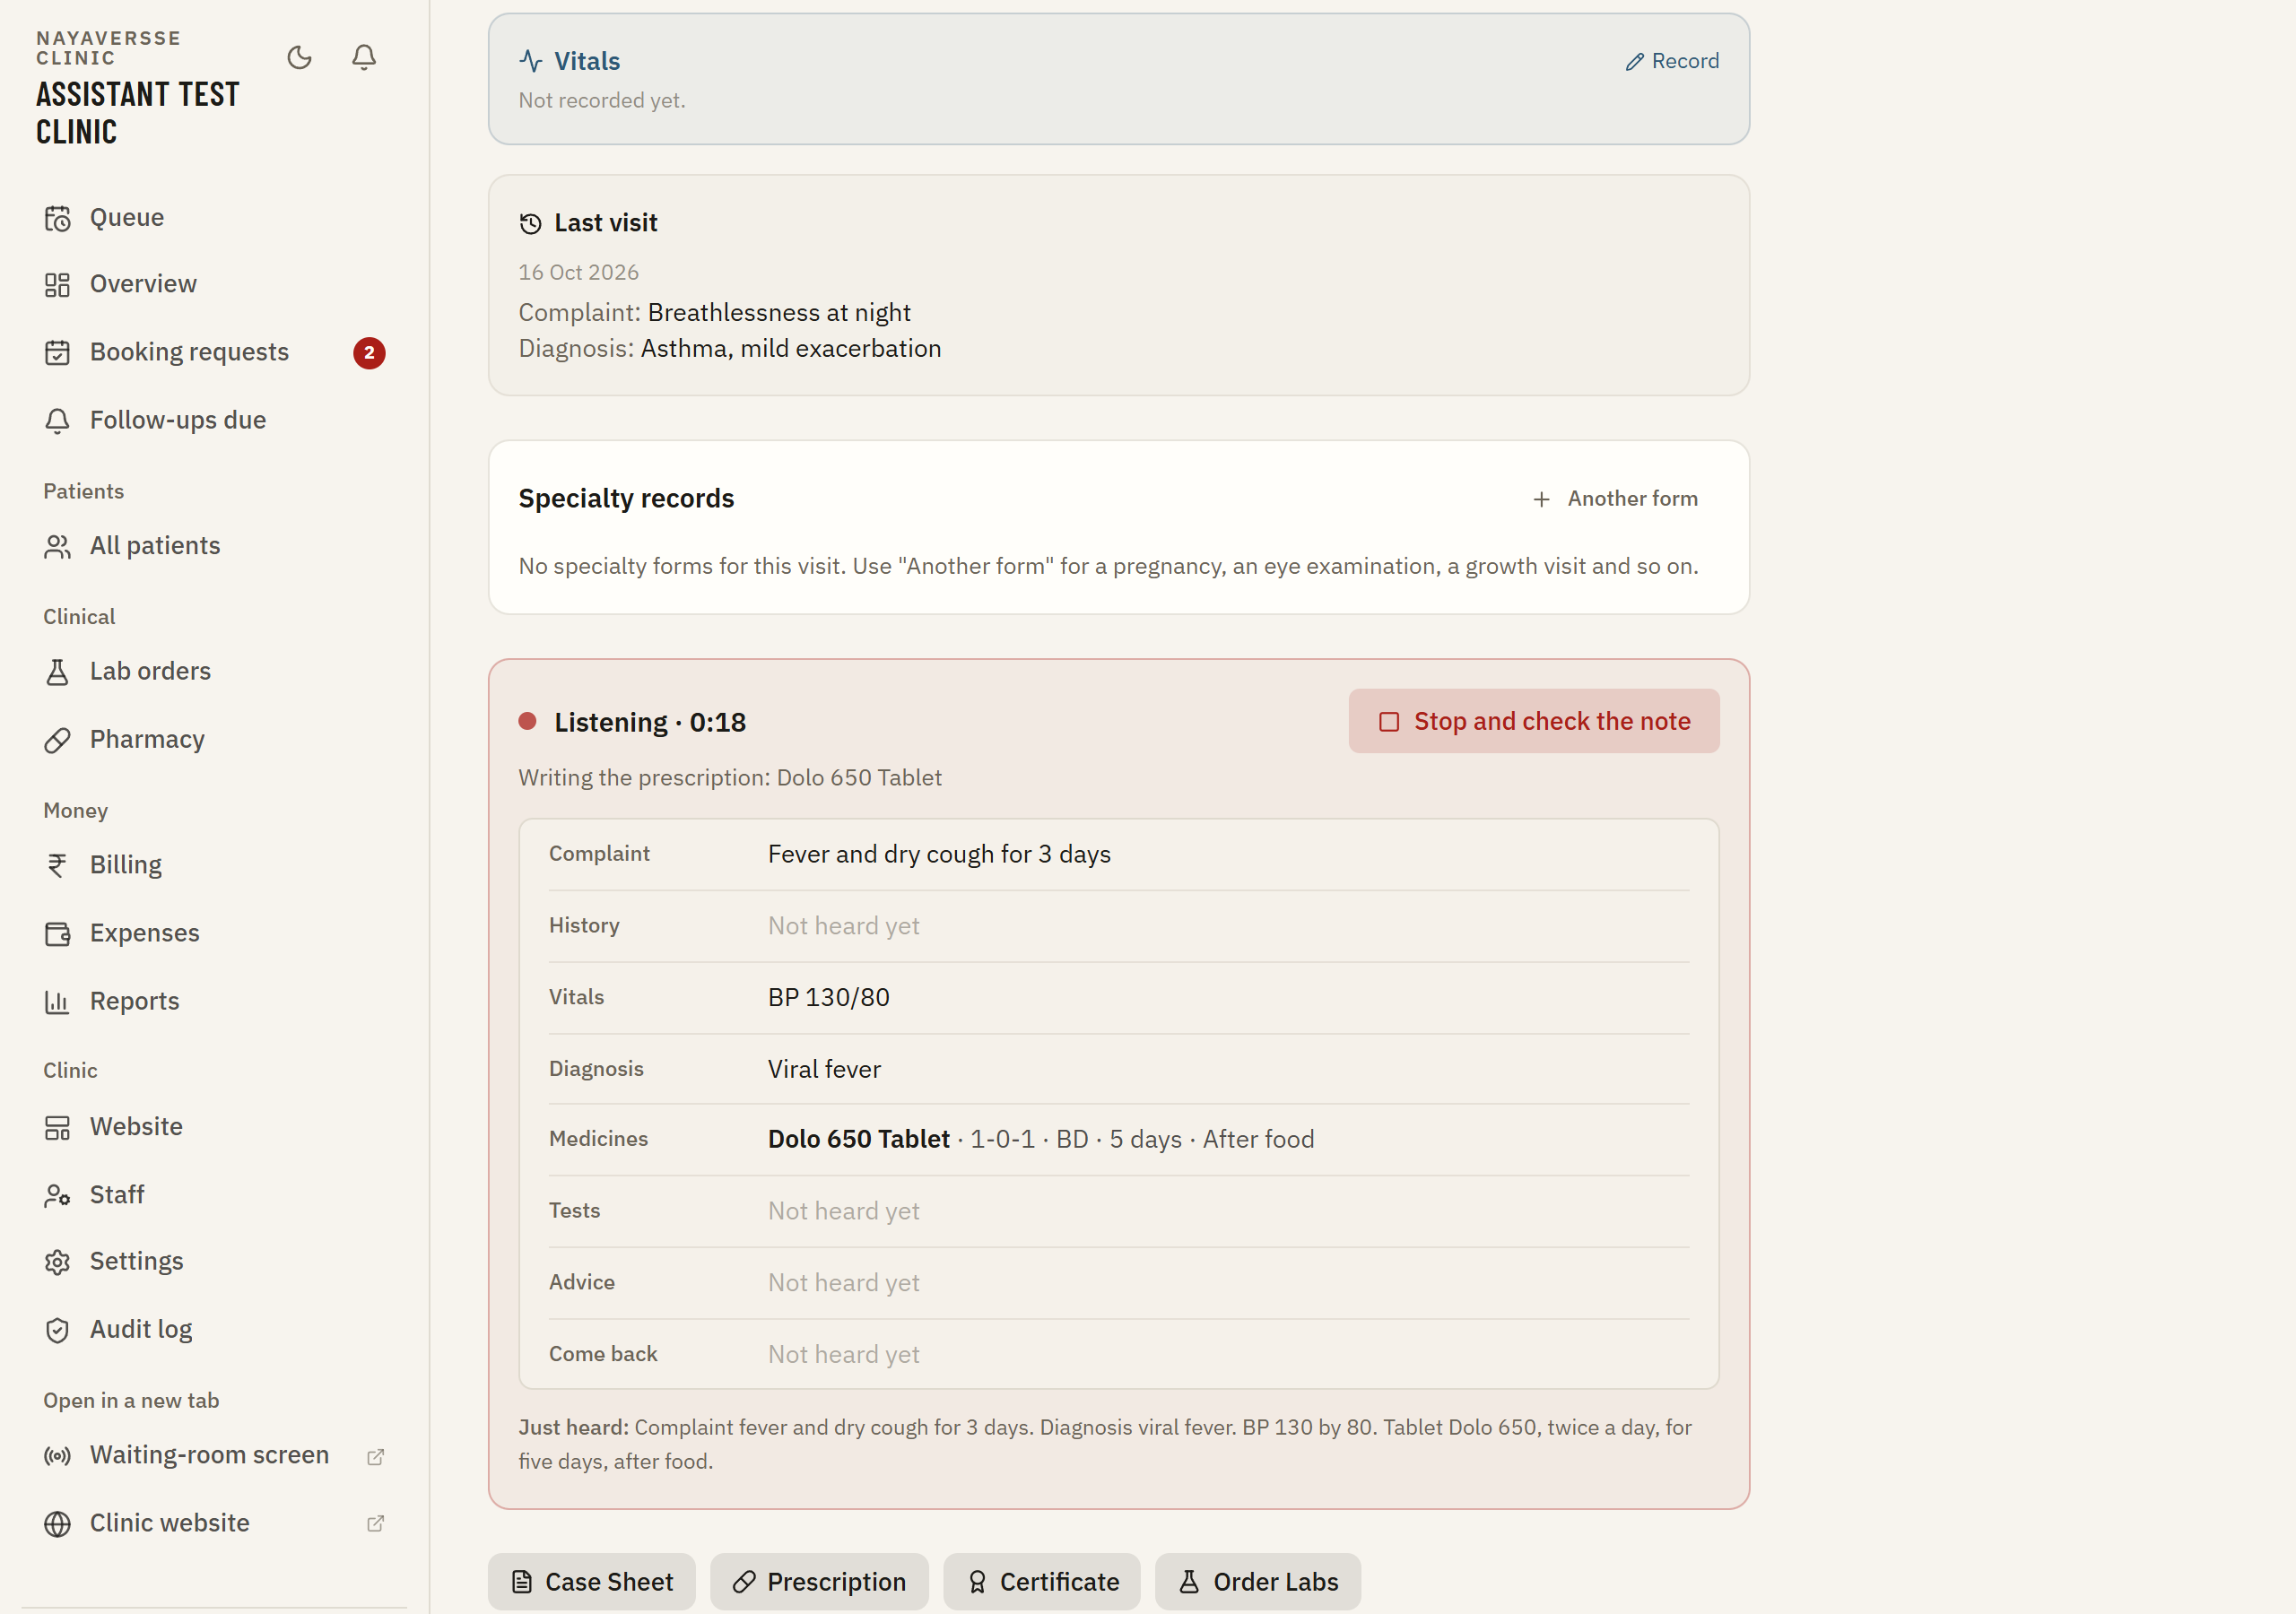 NAYAVERSSE
CLINIC
ASSISTANT TEST
CLINIC
Queue
Overview
Booking requests 2
Follow-ups due
Patients
All patients
Clinical
Lab orders
Pharmacy
Money
Billing
Expenses
Reports
Clinic
Website
Staff
Settings
Audit log
Open in a new tab
Waiting-room screen
Clinic website
Vitals Record
Not recorded yet.
Last visit
16 Oct 2026
Complaint: Breathlessness at night
Diagnosis: Asthma, mild exacerbation
Specialty records + Another form
No specialty forms for this visit. Use "Another form" for a pregnancy, an eye examination, a growth visit and so on.
Listening · 0:18 Stop and check the note
Writing the prescription: Dolo 650 Tablet
Complaint Fever and dry cough for 3 days
History Not heard yet
Vitals BP 130/80
Diagnosis Viral fever
Medicines Dolo 650 Tablet · 1-0-1 · BD · 5 days · After food
Tests Not heard yet
Advice Not heard yet
Come back Not heard yet
Just heard: Complaint fever and dry cough for 3 days. Diagnosis viral fever. BP 130 by 80. Tablet Dolo 650, twice a day, for
five days, after food.
Case Sheet Prescription Certificate Order Labs